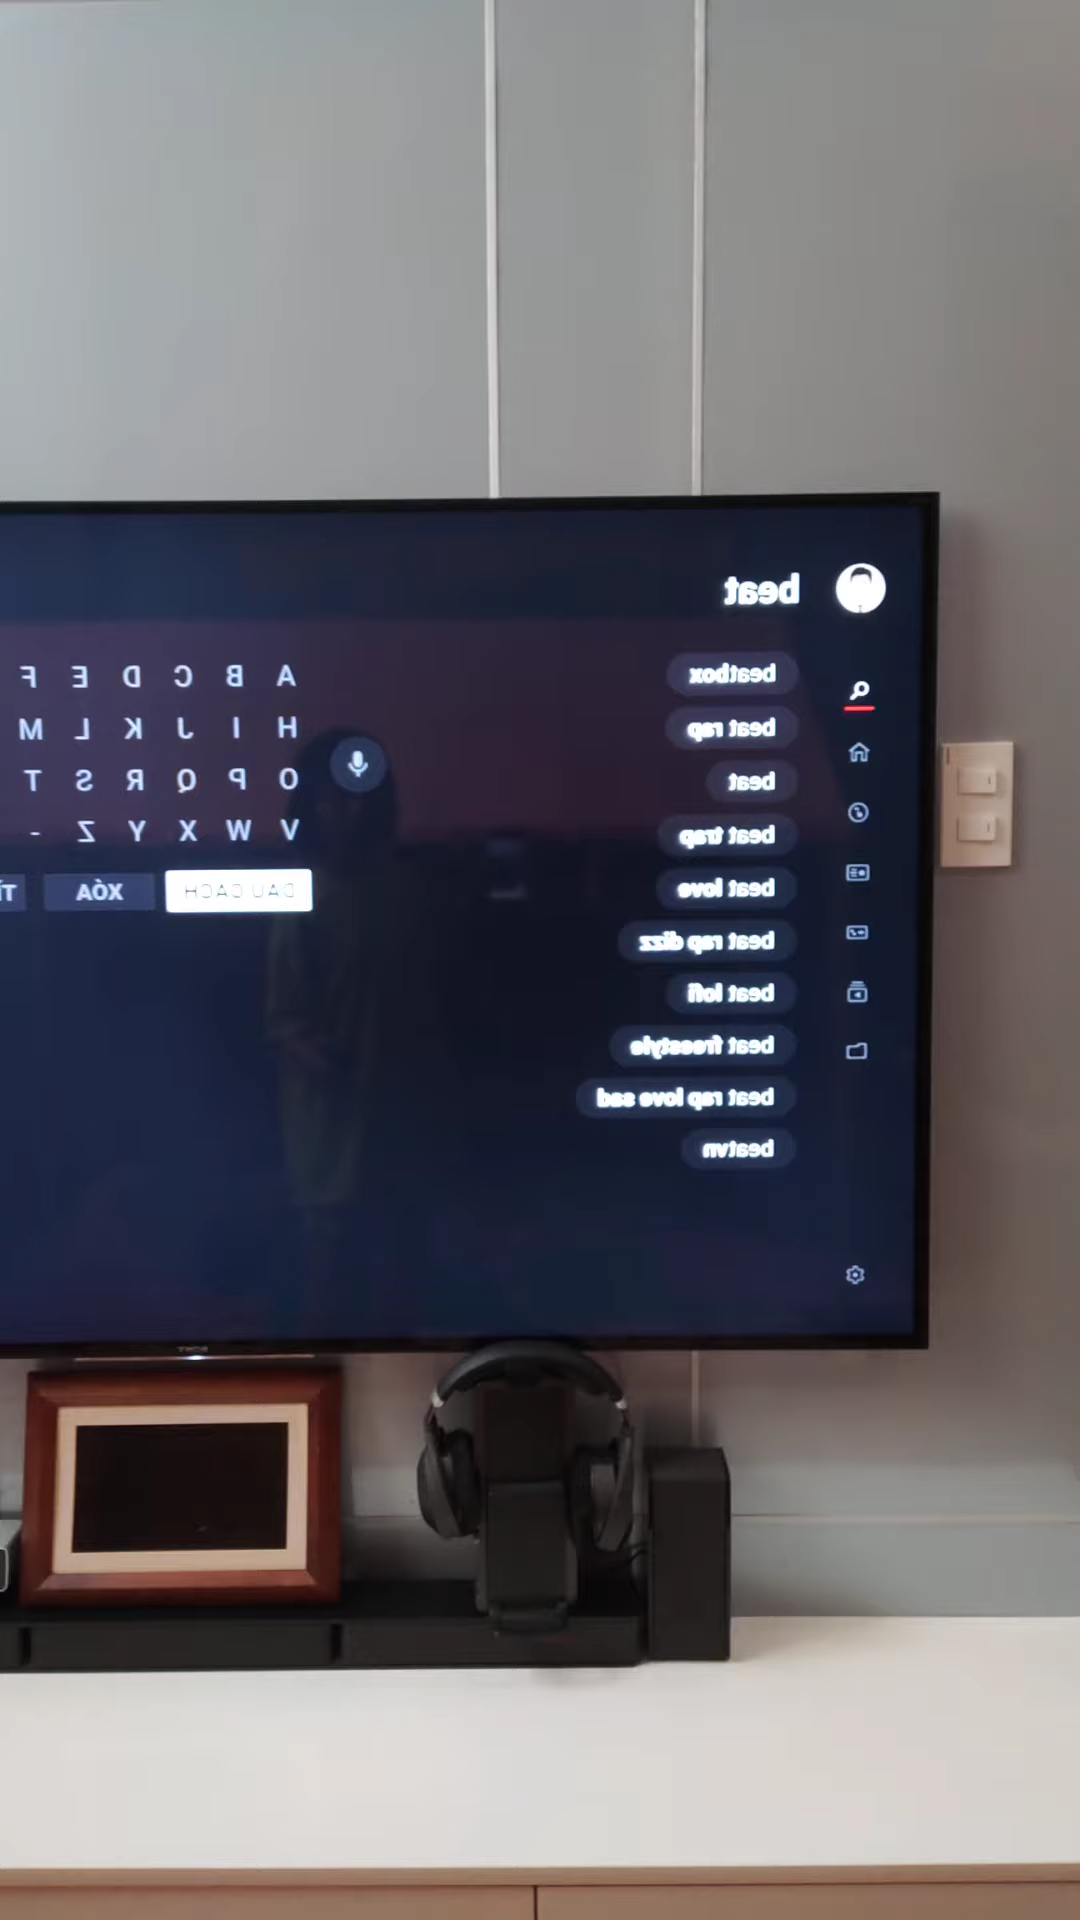 beat
beatbox
beat rap
beat
beat trap
beat love
beat rap dizz
beat lofi
beat freestyle
beat rap love sad
beatvn
A B C D E F
H I J K L M
O P Q R S T
V W X Y Z -
DẤU CÁCH XÓA
SONY